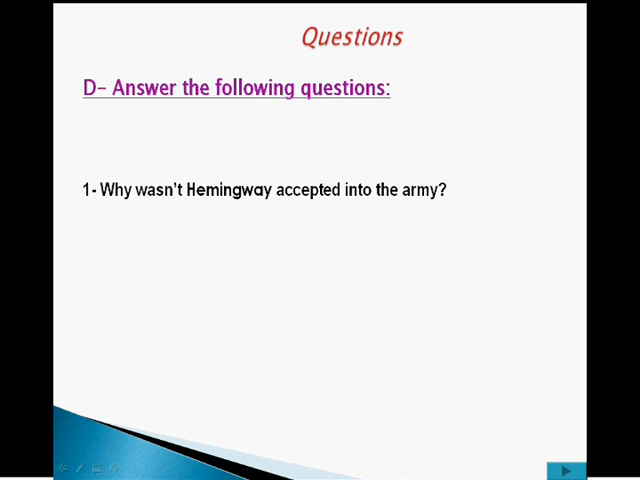 Questions
D- Answer the following questions:
1- Why wasn't Hemingway accepted into the army?